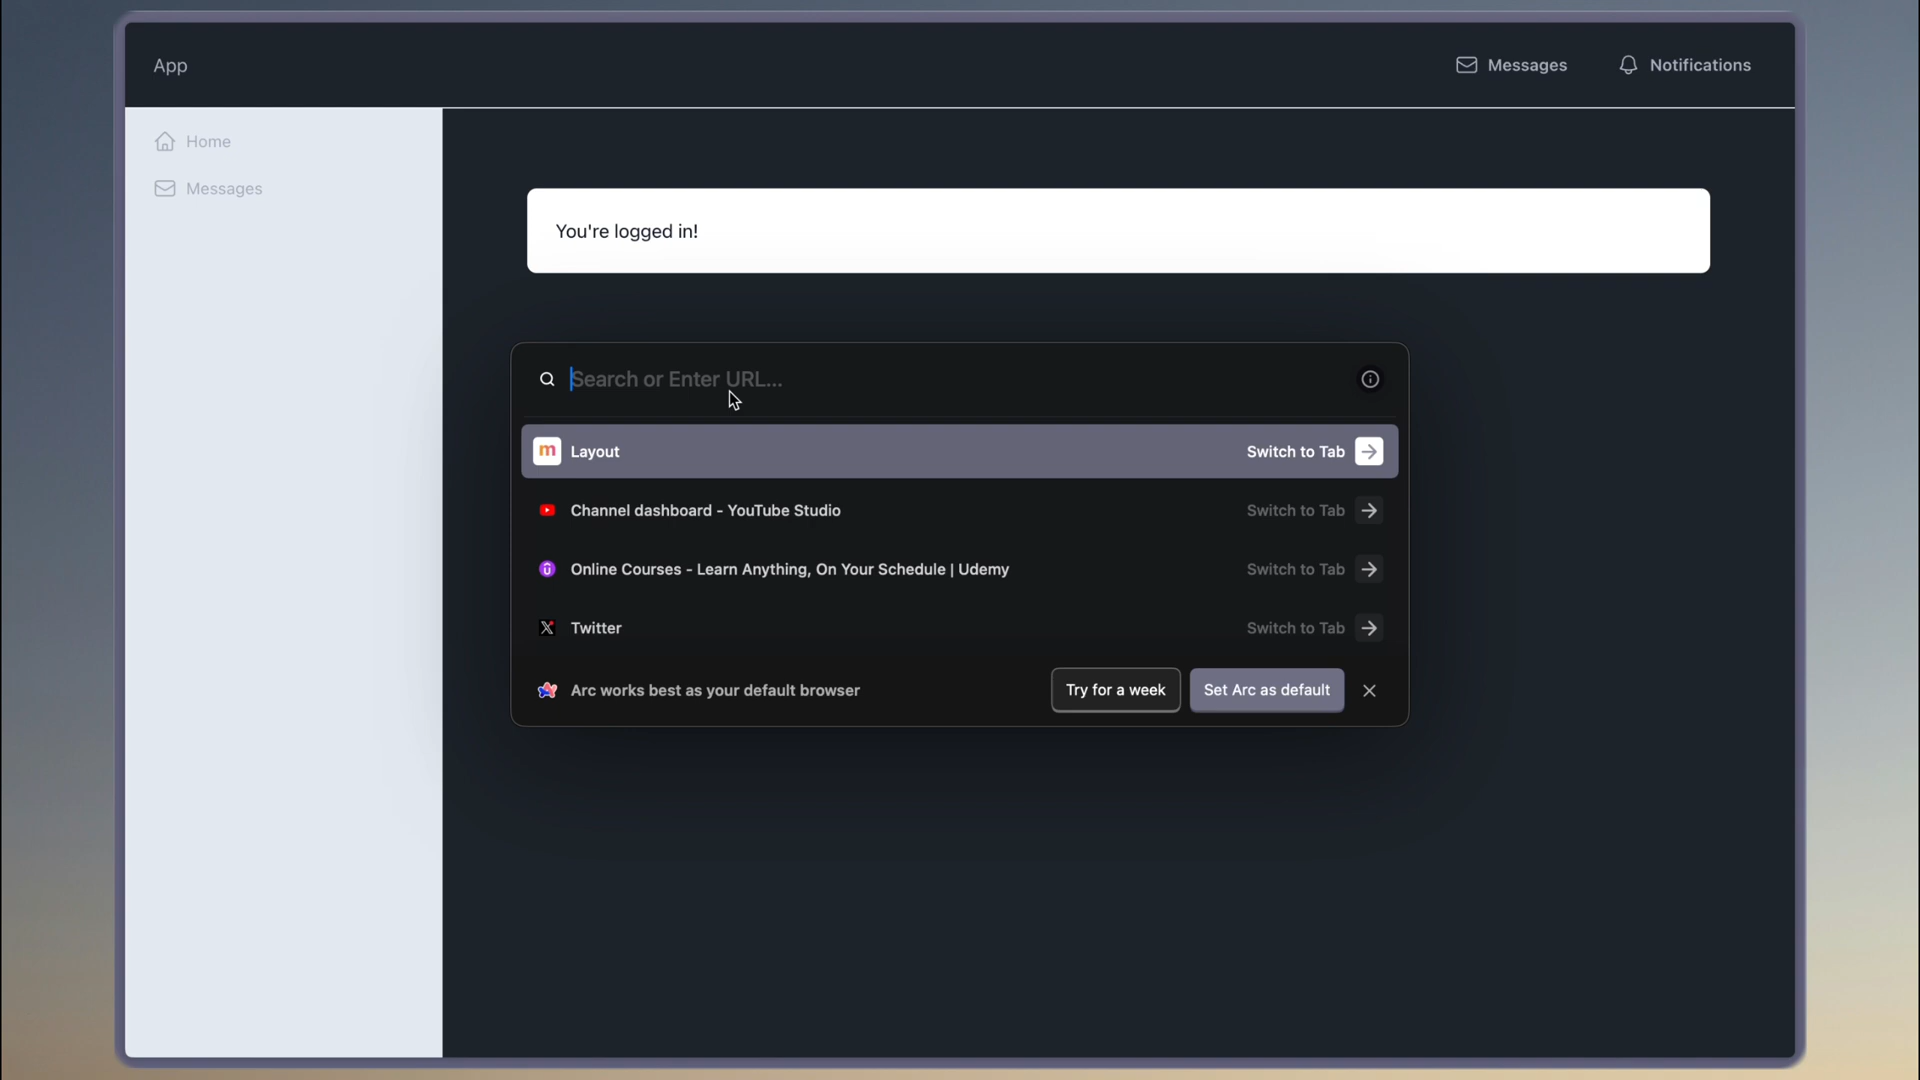 App
Messages
Notifications
Home
Messages
You're logged in!
Search or Enter URL...
m Layout Switch to Tab
Channel dashboard - YouTube Studio Switch to Tab
Online Courses - Learn Anything, On Your Schedule | Udemy Switch to Tab
Twitter Switch to Tab
Arc works best as your default browser Try for a week Set Arc as default